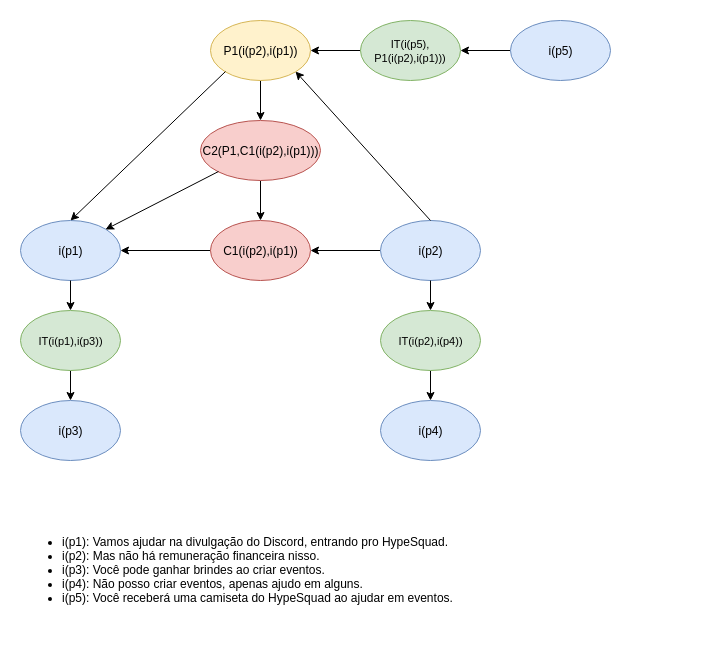 P1(i(p2),i(p1))
IT(i(p5),
P1(i(p2),i(p1)))
i(p5)
C2(P1,C1(i(p2),i(p1)))
i(p1)
C1(i(p2),i(p1))
i(p2)
IT(i(p1),i(p3))
IT(i(p2),i(p4))
i(p3)
i(p4)
• i(p1): Vamos ajudar na divulgação do Discord, entrando pro HypeSquad.
• i(p2): Mas não há remuneração financeira nisso.
• i(p3): Você pode ganhar brindes ao criar eventos.
• i(p4): Não posso criar eventos, apenas ajudo em alguns.
• i(p5): Você receberá uma camiseta do HypeSquad ao ajudar em eventos.